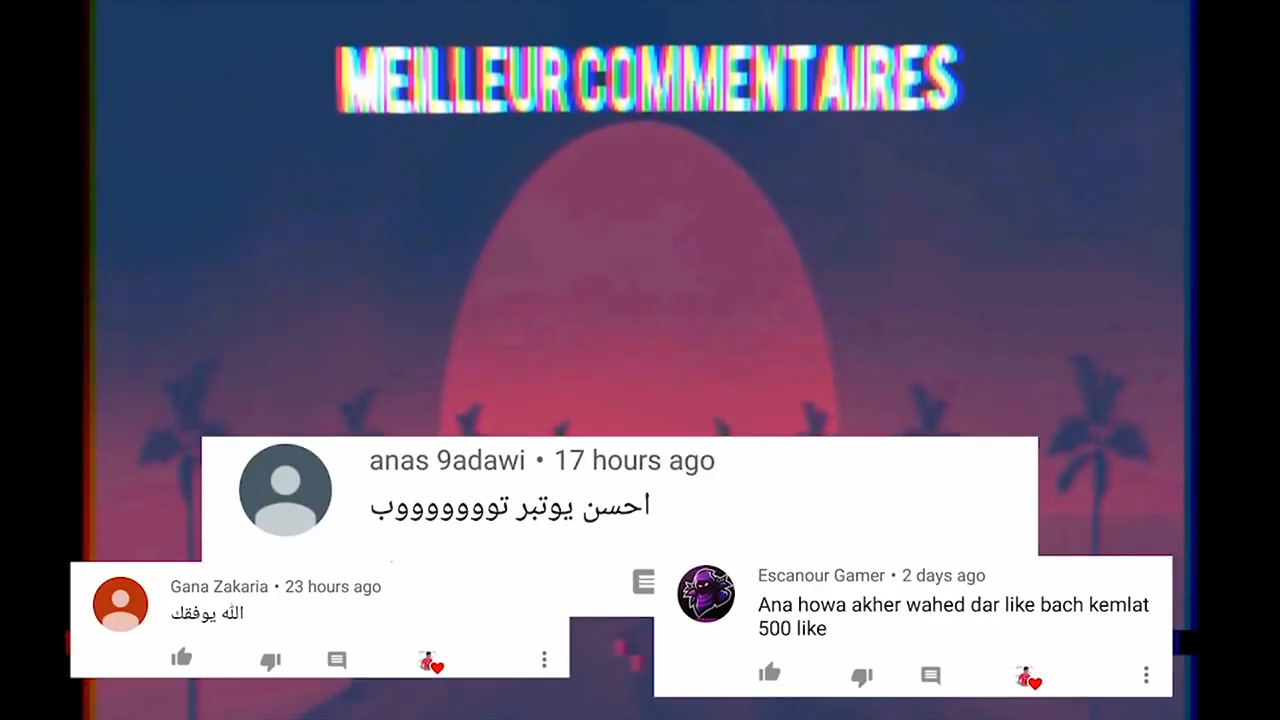 MEILLEUR COMMENTAIRES
anas 9adawi • 17 hours ago
احسن يوتبر توووووووب
Gana Zakaria • 23 hours ago
الله يوفقك
Escanour Gamer • 2 days ago
Ana howa akher wahed dar like bach kemlat
500 like